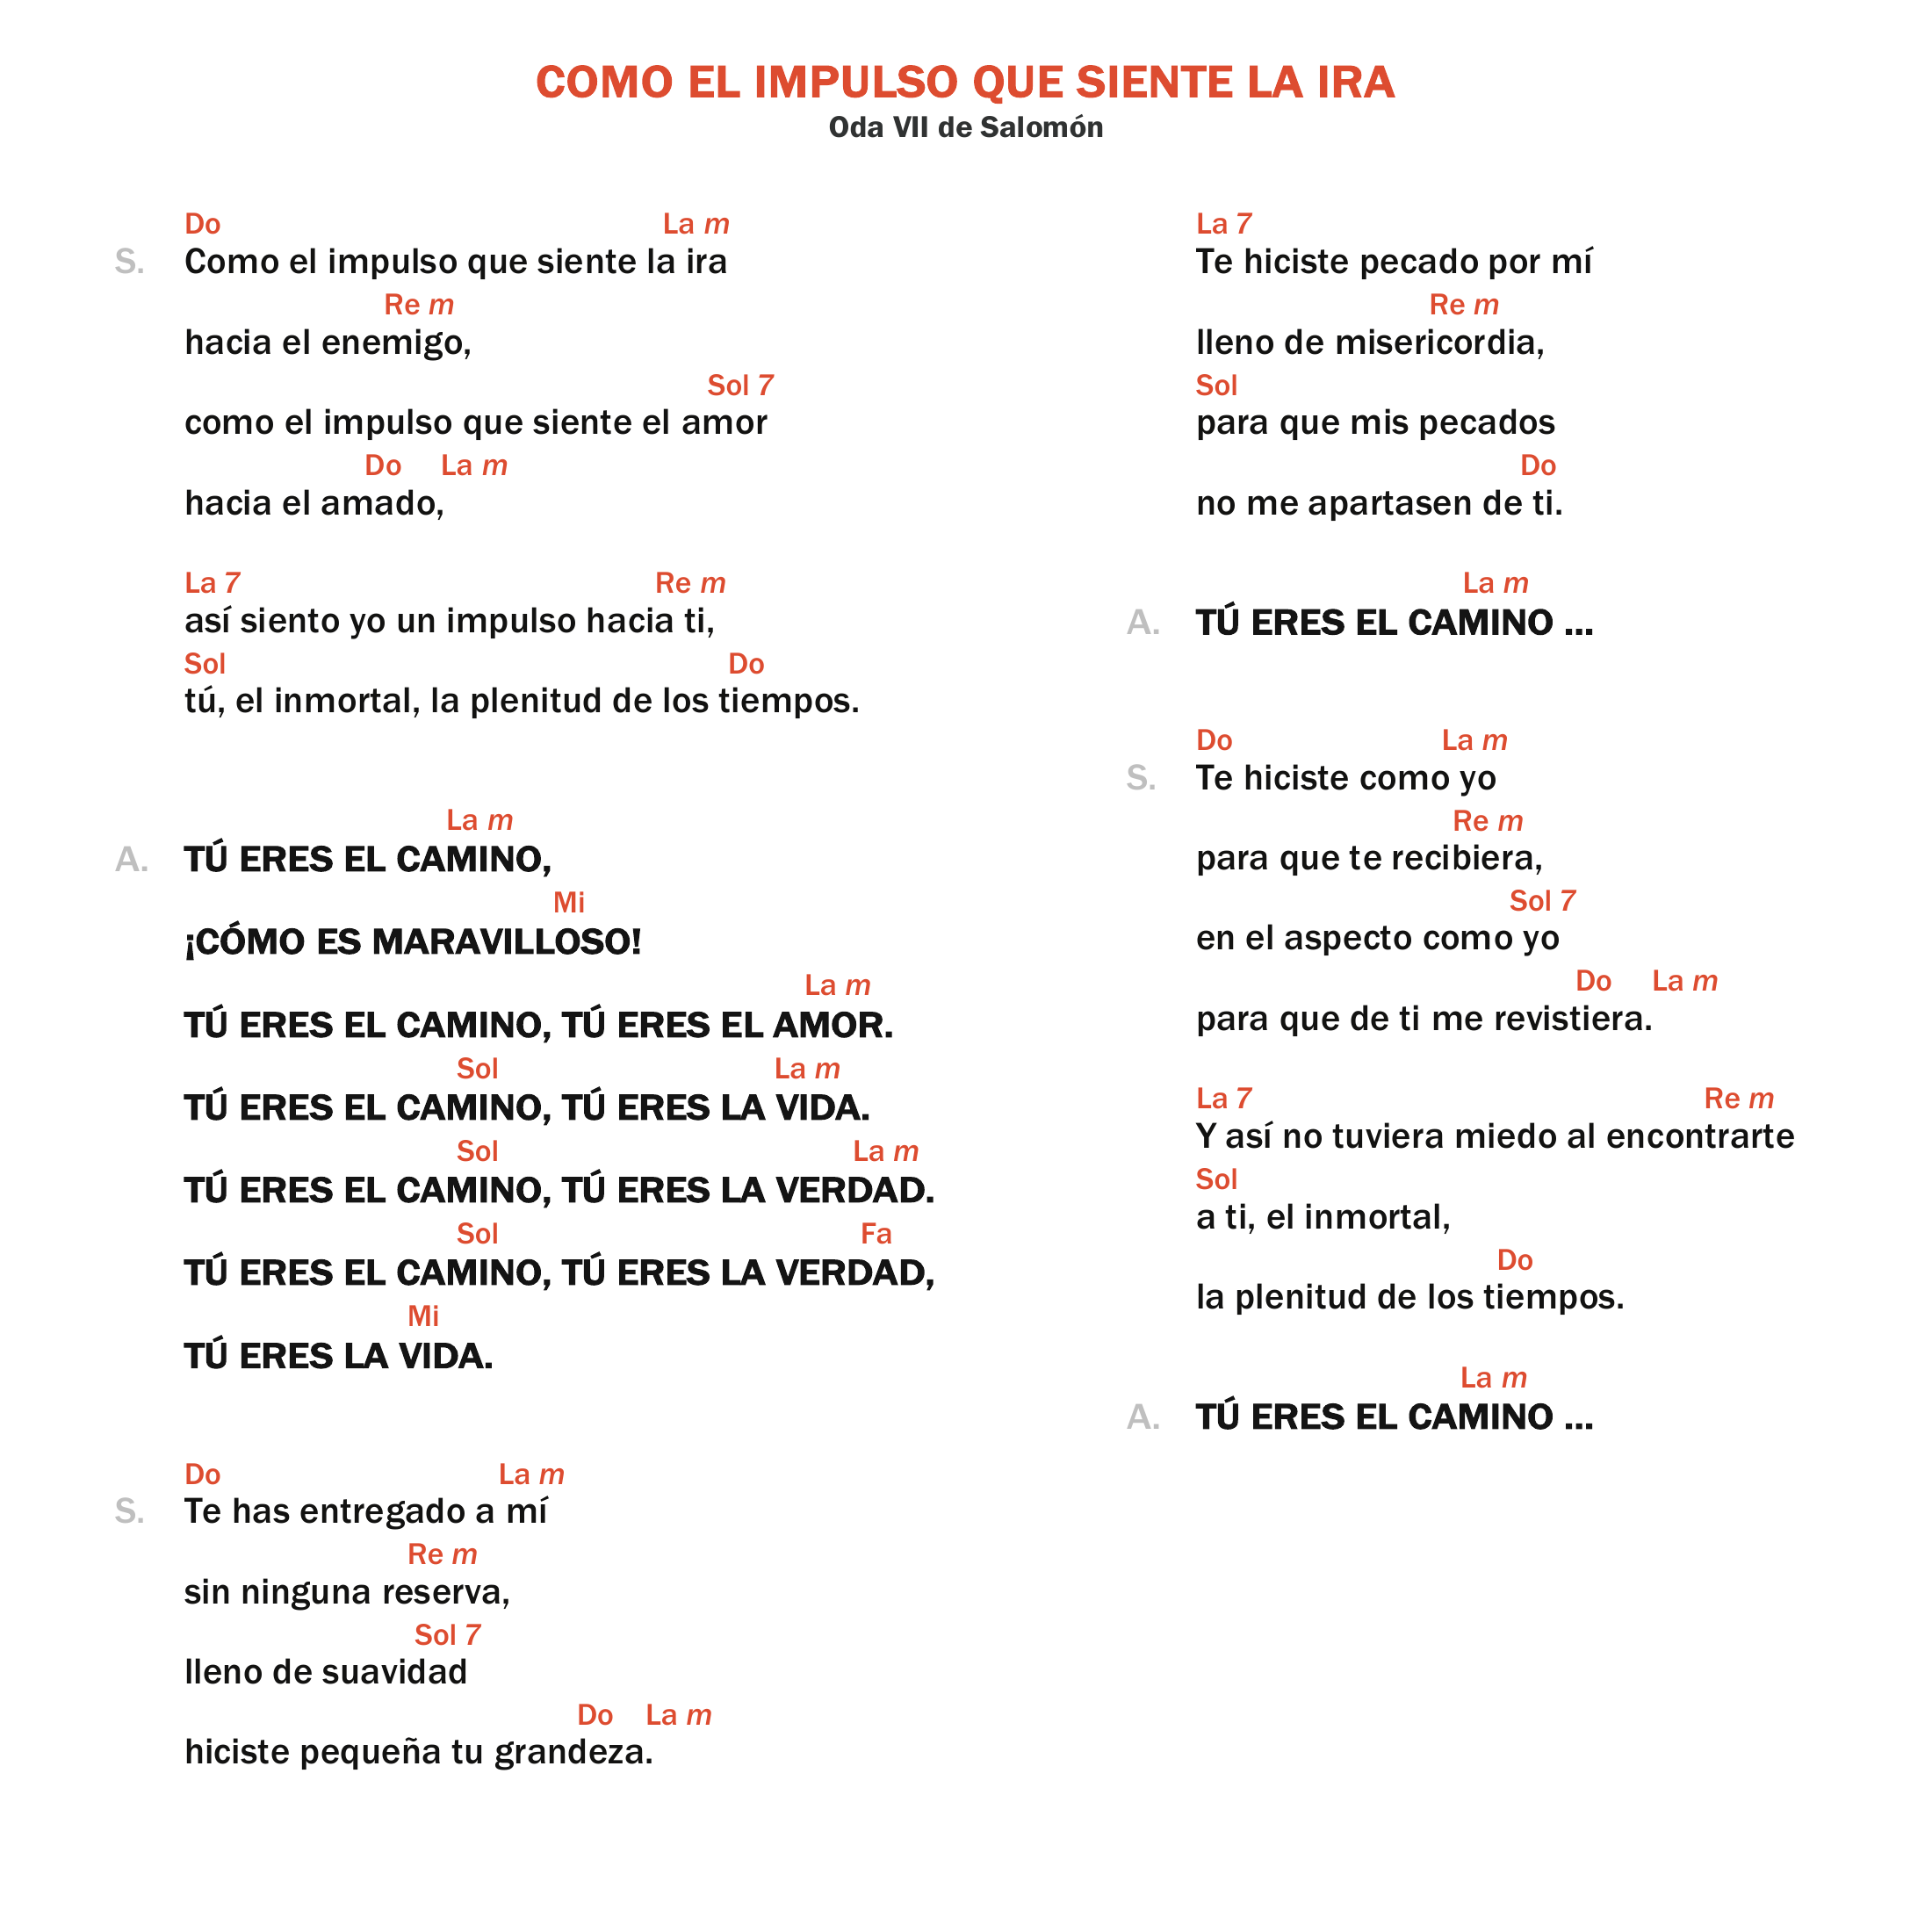 COMO EL IMPULSO QUE SIENTE LA IRA
Oda VII de Salomón
Do La m
S. Como el impulso que siente la ira
Re m
hacia el enemigo,
Sol 7
como el impulso que siente el amor
Do La m
hacia el amado,
La 7 Re m
así siento yo un impulso hacia ti,
Sol Do
tú, el inmortal, la plenitud de los tiempos.
La m
A. TÚ ERES EL CAMINO,
Mi
¡CÓMO ES MARAVILLOSO!
La m
TÚ ERES EL CAMINO, TÚ ERES EL AMOR.
Sol La m
TÚ ERES EL CAMINO, TÚ ERES LA VIDA.
Sol La m
TÚ ERES EL CAMINO, TÚ ERES LA VERDAD.
Sol Fa
TÚ ERES EL CAMINO, TÚ ERES LA VERDAD,
Mi
TÚ ERES LA VIDA.
Do La m
S. Te has entregado a mí
Re m
sin ninguna reserva,
Sol 7
lleno de suavidad
Do La m
hiciste pequeña tu grandeza.
La 7
Te hiciste pecado por mí
Re m
lleno de misericordia,
Sol
para que mis pecados
Do
no me apartasen de ti.
La m
A. TÚ ERES EL CAMINO ...
Do La m
S. Te hiciste como yo
Re m
para que te recibiera,
Sol 7
en el aspecto como yo
Do La m
para que de ti me revistiera.
La 7 Re m
Y así no tuviera miedo al encontrarte
Sol
a ti, el inmortal,
Do
la plenitud de los tiempos.
La m
A. TÚ ERES EL CAMINO ...